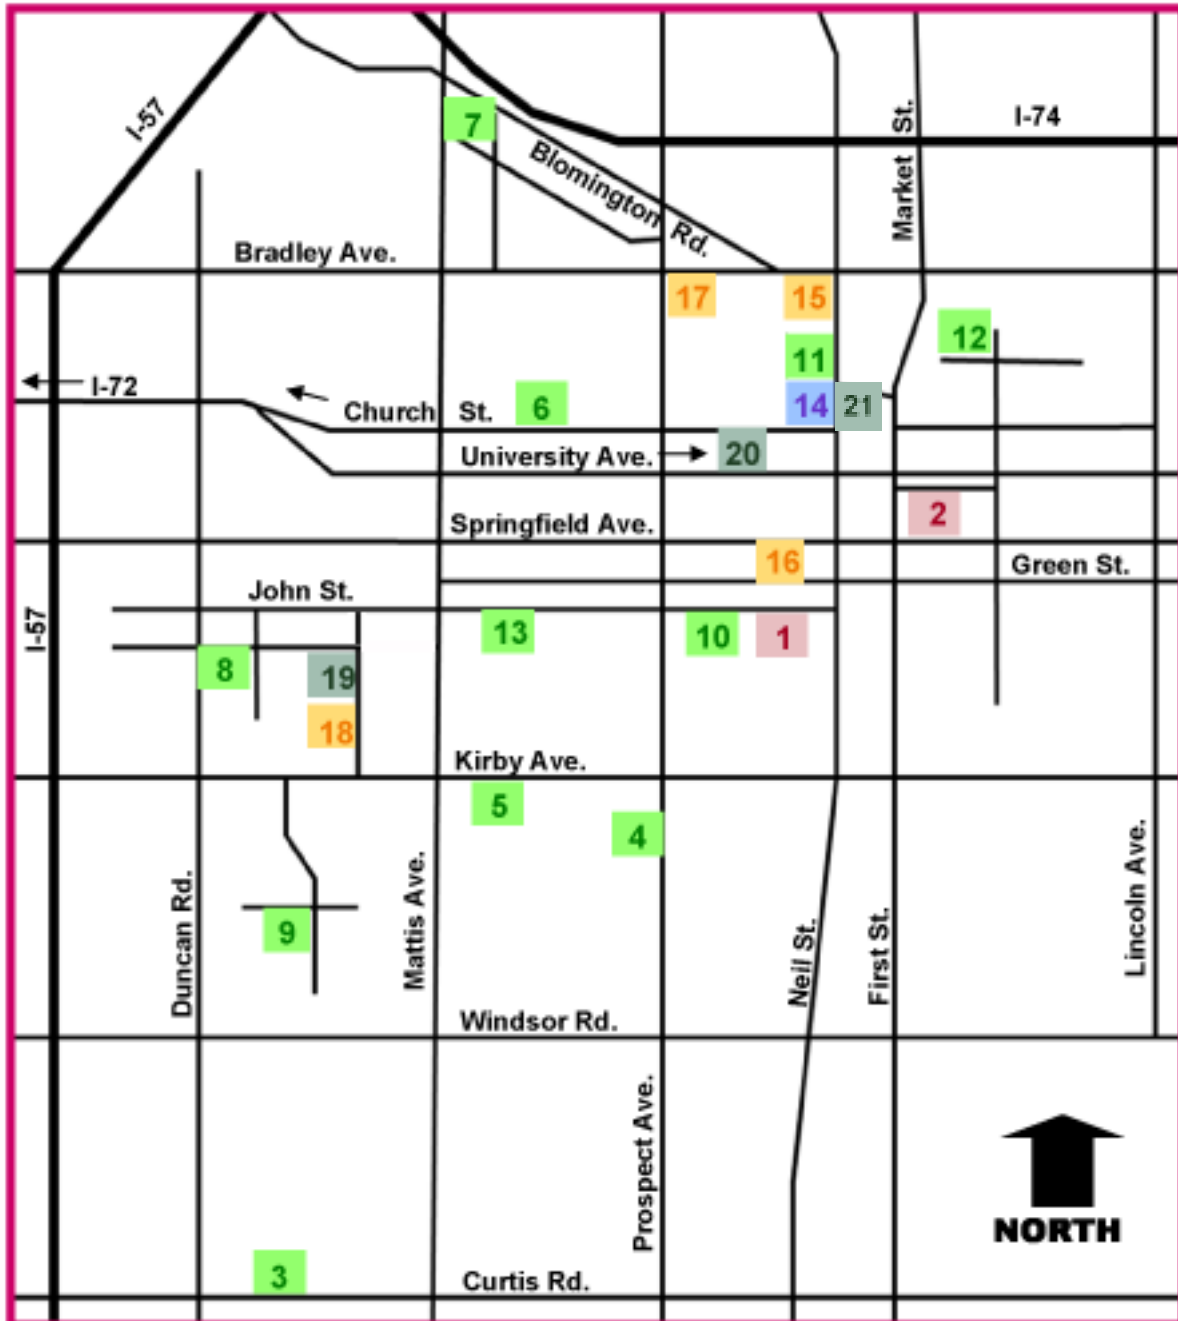 I-57
Market St.
I-74
7
Blomington Rd.
Bradley Ave.
17
15
12
11
I-72
Church St.
6
14
21
University Ave.
20
2
Springfield Ave.
16
Green St.
John St.
I-57
13
10
1
8
19
18
Kirby Ave.
5
4
Duncan Rd.
Mattis Ave.
9
Neil St.
First St.
Lincoln Ave.
Windsor Rd.
Prospect Ave.
NORTH
3
Curtis Rd.